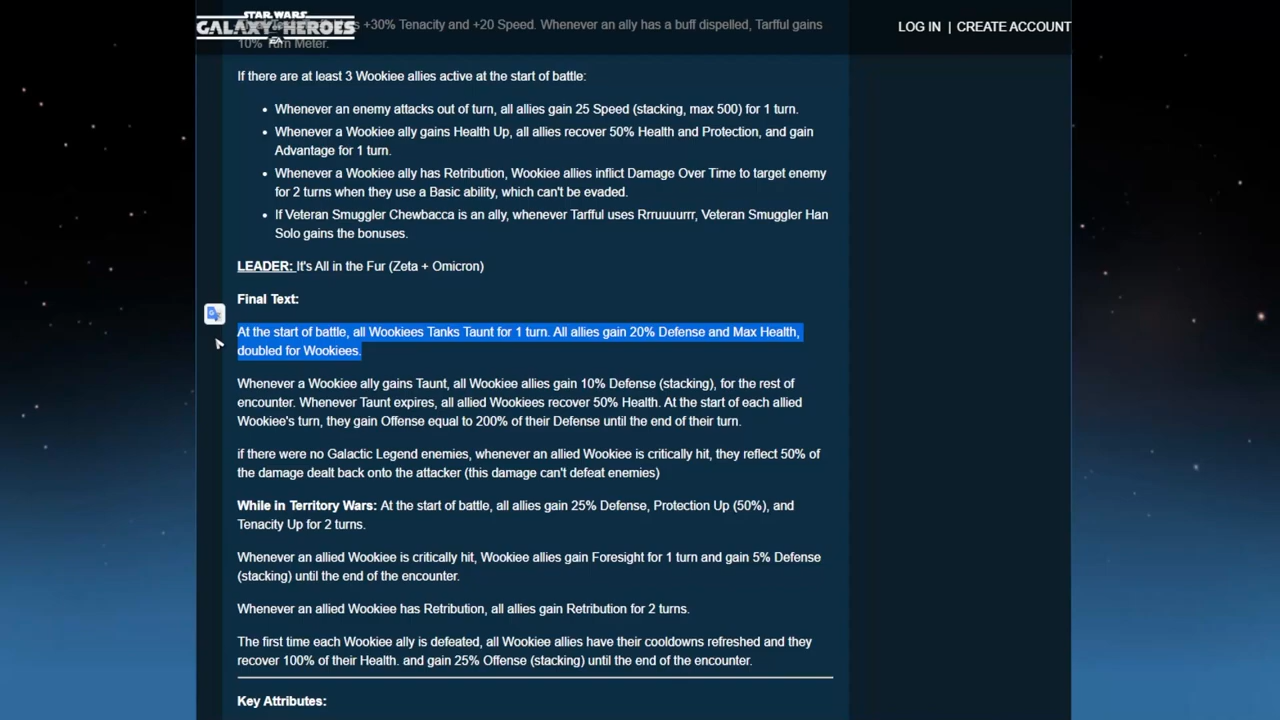 STAR WARS
GALAXY OF HEROES
EA
LOG IN | CREATE ACCOUNT
+30% Tenacity and +20 Speed. Whenever an ally has a buff dispelled, Tarfful gains
10% Turn Meter.
If there are at least 3 Wookiee allies active at the start of battle:
• Whenever an enemy attacks out of turn, all allies gain 25 Speed (stacking, max 500) for 1 turn.
• Whenever a Wookiee ally gains Health Up, all allies recover 50% Health and Protection, and gain
Advantage for 1 turn.
• Whenever a Wookiee ally has Retribution, Wookiee allies inflict Damage Over Time to target enemy
for 2 turns when they use a Basic ability, which can't be evaded.
• If Veteran Smuggler Chewbacca is an ally, whenever Tarfful uses Rrruuurrr, Veteran Smuggler Han
Solo gains the bonuses.
LEADER: It's All in the Fur (Zeta + Omicron)
Final Text:
At the start of battle, all Wookiees Tanks Taunt for 1 turn. All allies gain 20% Defense and Max Health,
doubled for Wookiees.
Whenever a Wookiee ally gains Taunt, all Wookiee allies gain 10% Defense (stacking), for the rest of
encounter. Whenever Taunt expires, all allied Wookiees recover 50% Health. At the start of each allied
Wookiee's turn, they gain Offense equal to 200% of their Defense until the end of their turn.
if there were no Galactic Legend enemies, whenever an allied Wookiee is critically hit, they reflect 50% of
the damage dealt back onto the attacker (this damage can't defeat enemies)
While in Territory Wars: At the start of battle, all allies gain 25% Defense, Protection Up (50%), and
Tenacity Up for 2 turns.
Whenever an allied Wookiee is critically hit, Wookiee allies gain Foresight for 1 turn and gain 5% Defense
(stacking) until the end of the encounter.
Whenever an allied Wookiee has Retribution, all allies gain Retribution for 2 turns.
The first time each Wookiee ally is defeated, all Wookiee allies have their cooldowns refreshed and they
recover 100% of their Health. and gain 25% Offense (stacking) until the end of the encounter.
Key Attributes: